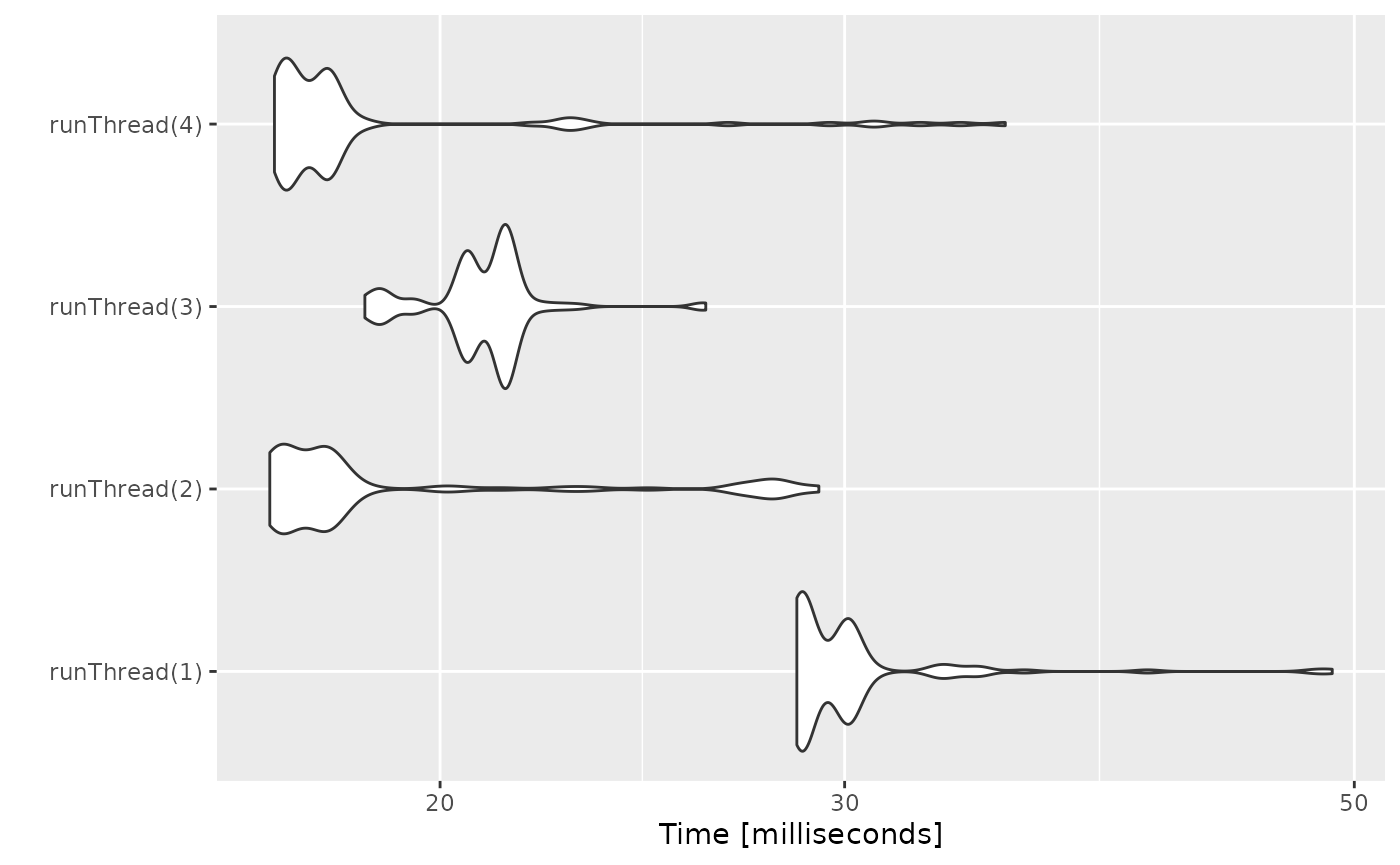 runThread(4)
runThread(3)
runThread(2)
runThread(1)
20 30 50
Time [milliseconds]